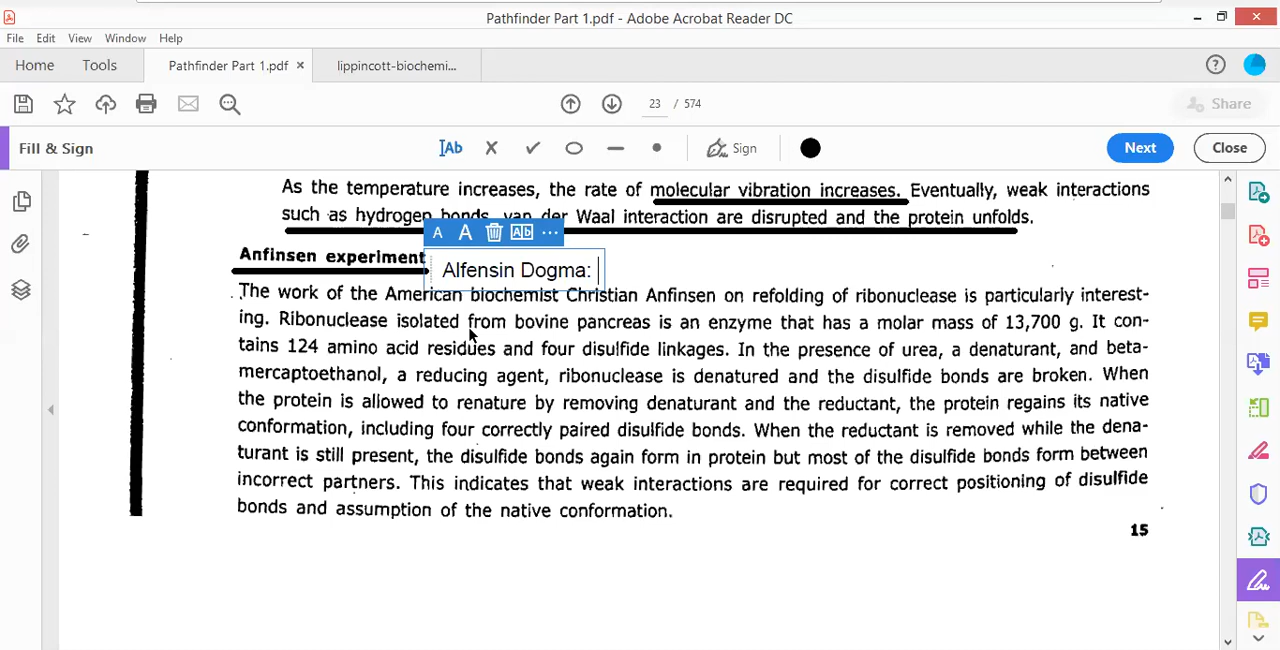 Pathfinder Part 1.pdf - Adobe Acrobat Reader DC
File Edit View Window Help
Home Tools Pathfinder Part 1.pdf × lippincott-biochemi...
23 / 574
Share
Fill & Sign
Ab Sign Next Close
As the temperature increases, the rate of molecular vibration increases. Eventually, weak interactions
such as hydrogen bonds, van der Waal interaction are disrupted and the protein unfolds.
A A Ab ...
Anfinsen experiment
Alfensin Dogma:
The work of the American biochemist Christian Anfinsen on refolding of ribonuclease is particularly interest-
ing. Ribonuclease isolated from bovine pancreas is an enzyme that has a molar mass of 13,700 g. It con-
tains 124 amino acid residues and four disulfide linkages. In the presence of urea, a denaturant, and beta-
mercaptoethanol, a reducing agent, ribonuclease is denatured and the disulfide bonds are broken. When
the protein is allowed to renature by removing denaturant and the reductant, the protein regains its native
conformation, including four correctly paired disulfide bonds. When the reductant is removed while the dena-
turant is still present, the disulfide bonds again form in protein but most of the disulfide bonds form between
incorrect partners. This indicates that weak interactions are required for correct positioning of disulfide
bonds and assumption of the native conformation.
15